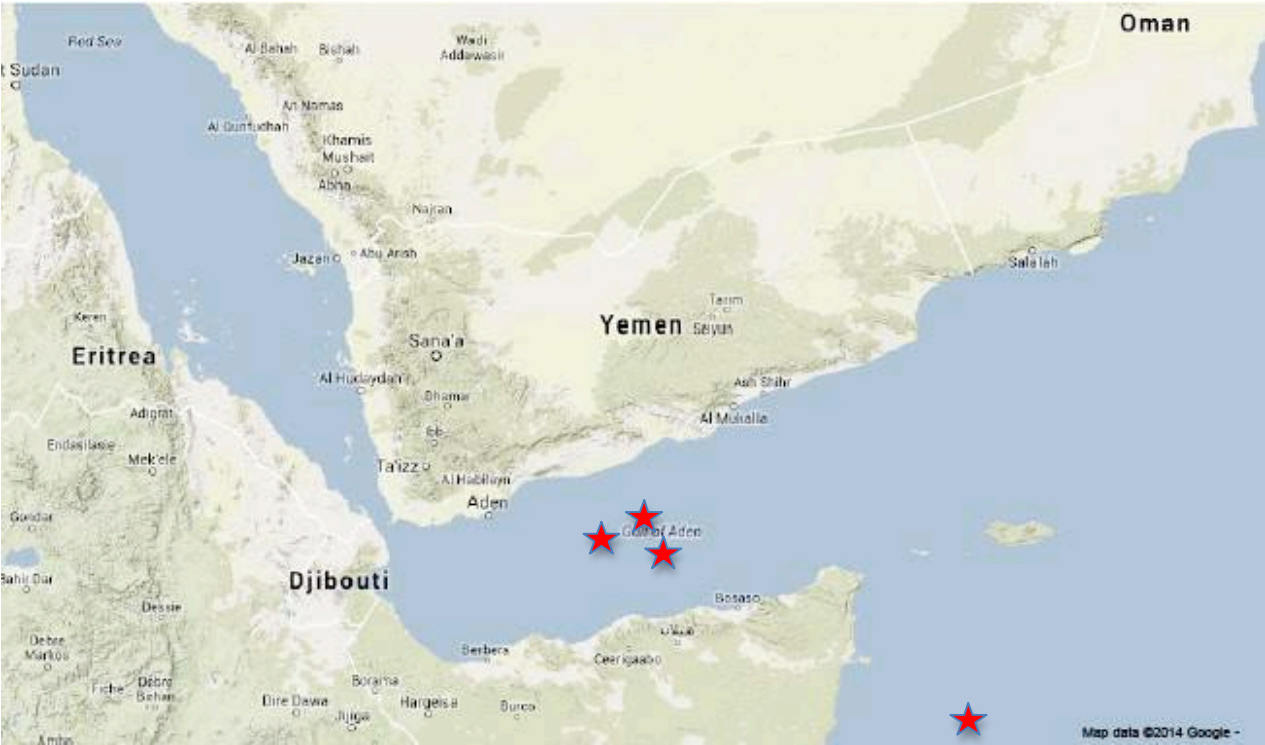 Oman
Red Sea
Al Bahah
Bishah
Wadi
Addawasir
t Sudan
An Namas
Al Qunfudhah
Khamis
Mushait
Abha
Najran
Jazan
Abu Arish
Salalah
Tarim
Keren
Yemen
Saiyun
Eritrea
Sana'a
Al Hudaydah
Ash Shihr
Dhamar
Adigrat
Al Mukalla
Ibb
Endasilasie
Mek'ele
Ta'izz
Al Habilayn
Aden
Gondar
Gulf of Aden
Bahir Dar
Djibouti
Bosaso
Dessie
Debre
Markos
Berbera
Ceerigaabo
Fiche
Debre
Birhan
Borama
Dire Dawa
Hargeisa
Burco
Jijiga
Ambo
Map data ©2014 Google -